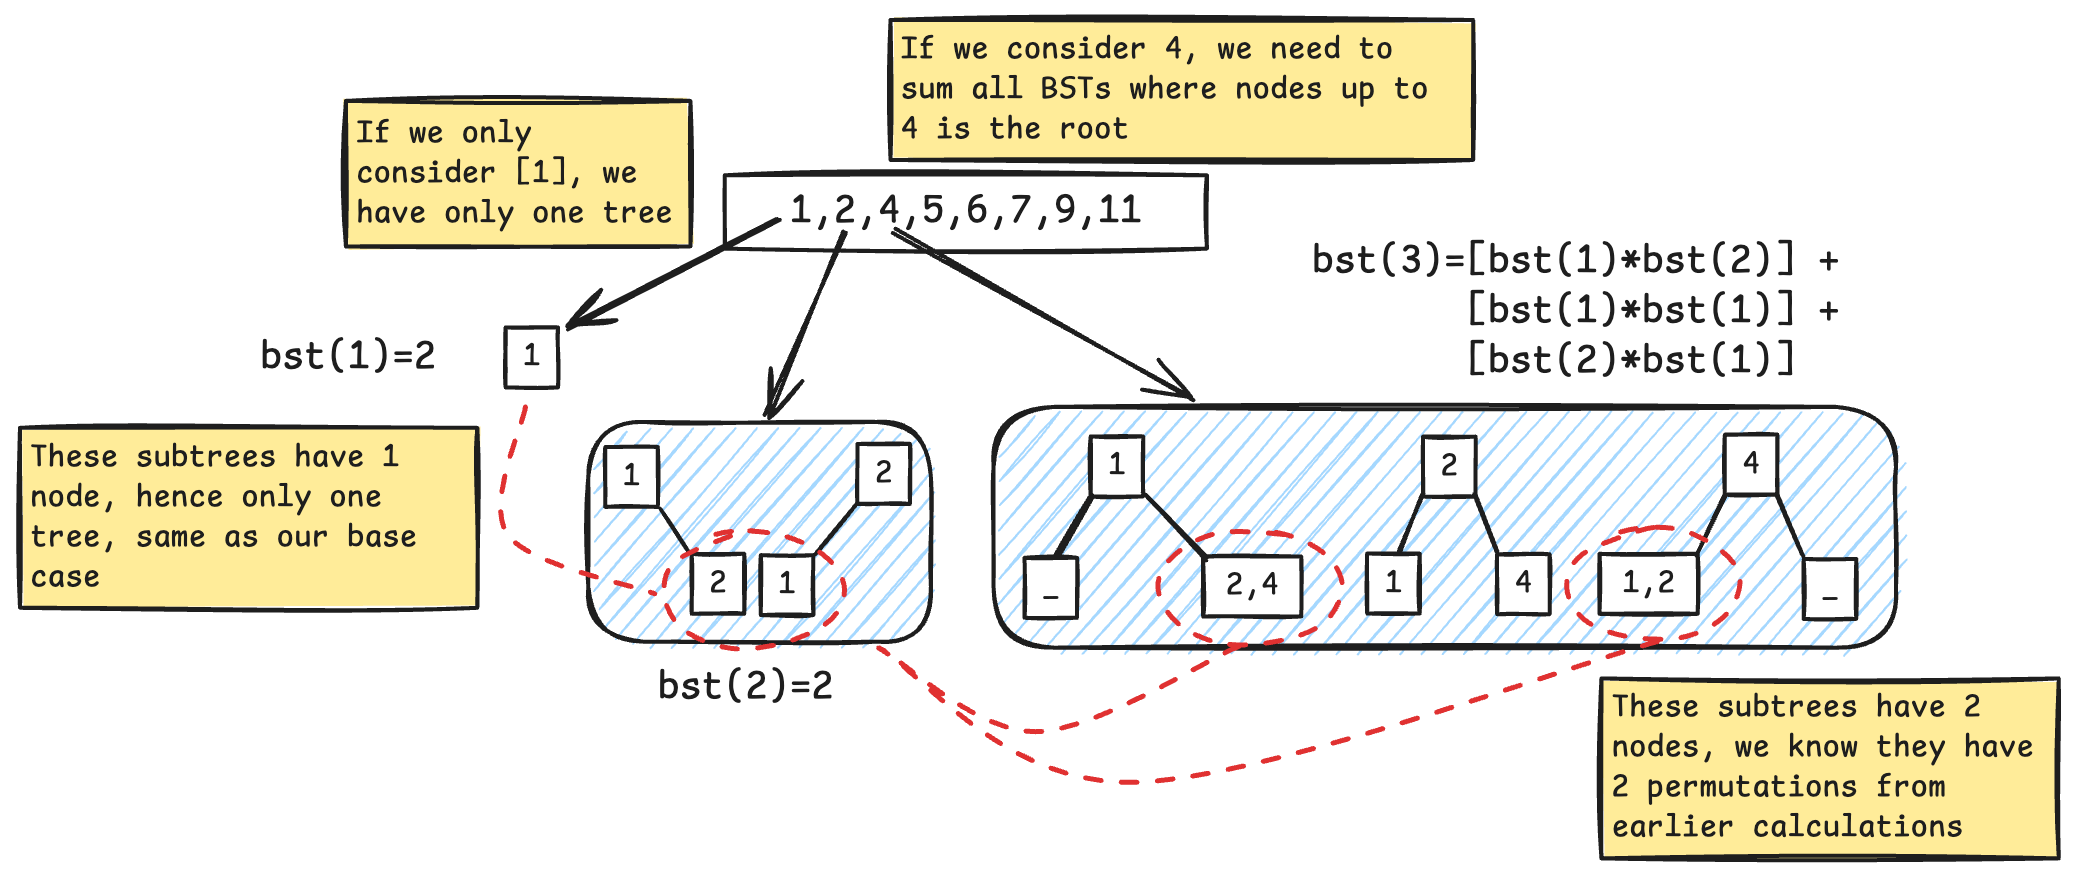 If we consider 4, we need to
sum all BSTs where nodes up to
4 is the root
If we only
consider [1], we
have only one tree
1,2,4,5,6,7,9,11
bst(3)=[bst(1)*bst(2)] +
[bst(1)*bst(1)] +
[bst(2)*bst(1)]
bst(1)=2
1
These subtrees have 1
node, hence only one
tree, same as our base
case
1
2
2
1
bst(2)=2
1
2
4
_
2,4
1
4
1,2
_
These subtrees have 2
nodes, we know they have
2 permutations from
earlier calculations